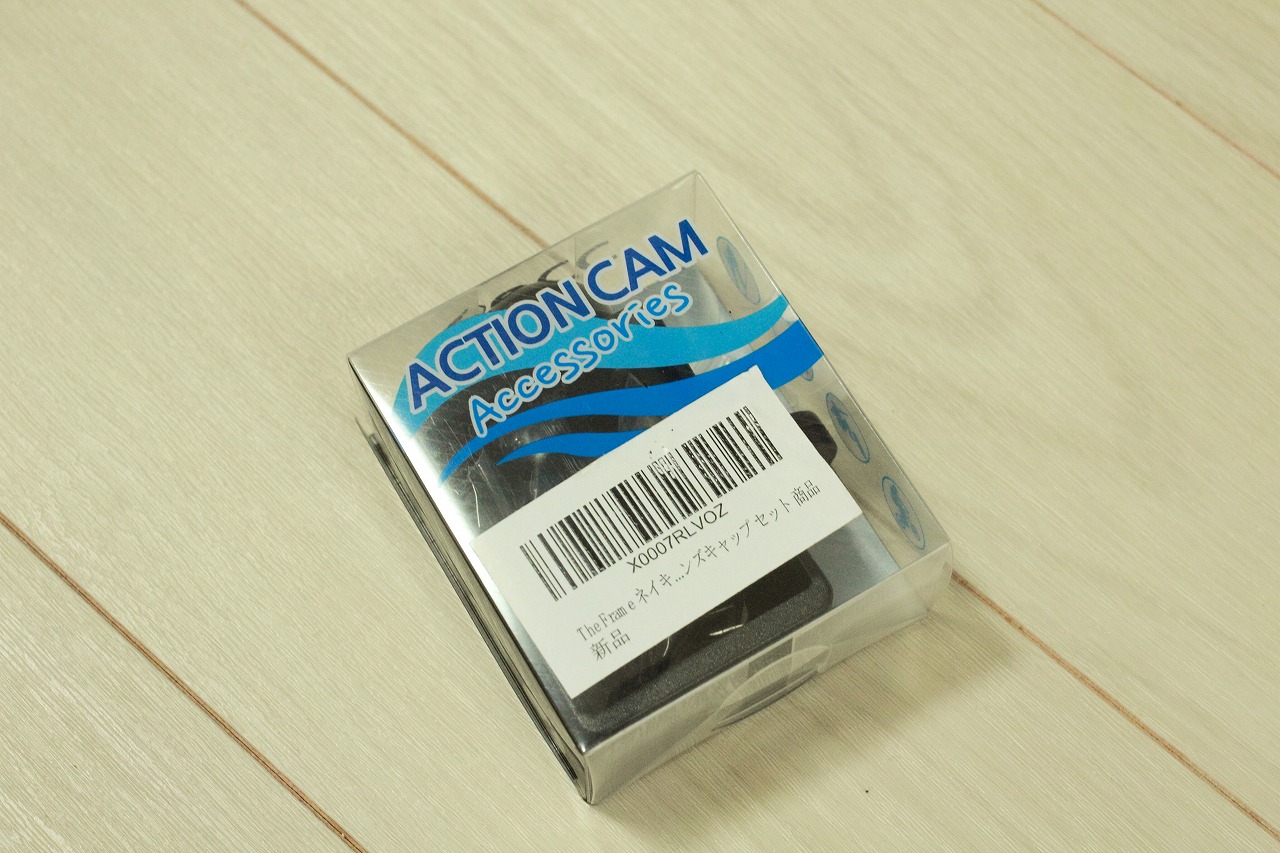 ACTION CAM
Accessories
X0007RLVOZ
The Frame ネイキ...ンズキャップ セット 商品
新品